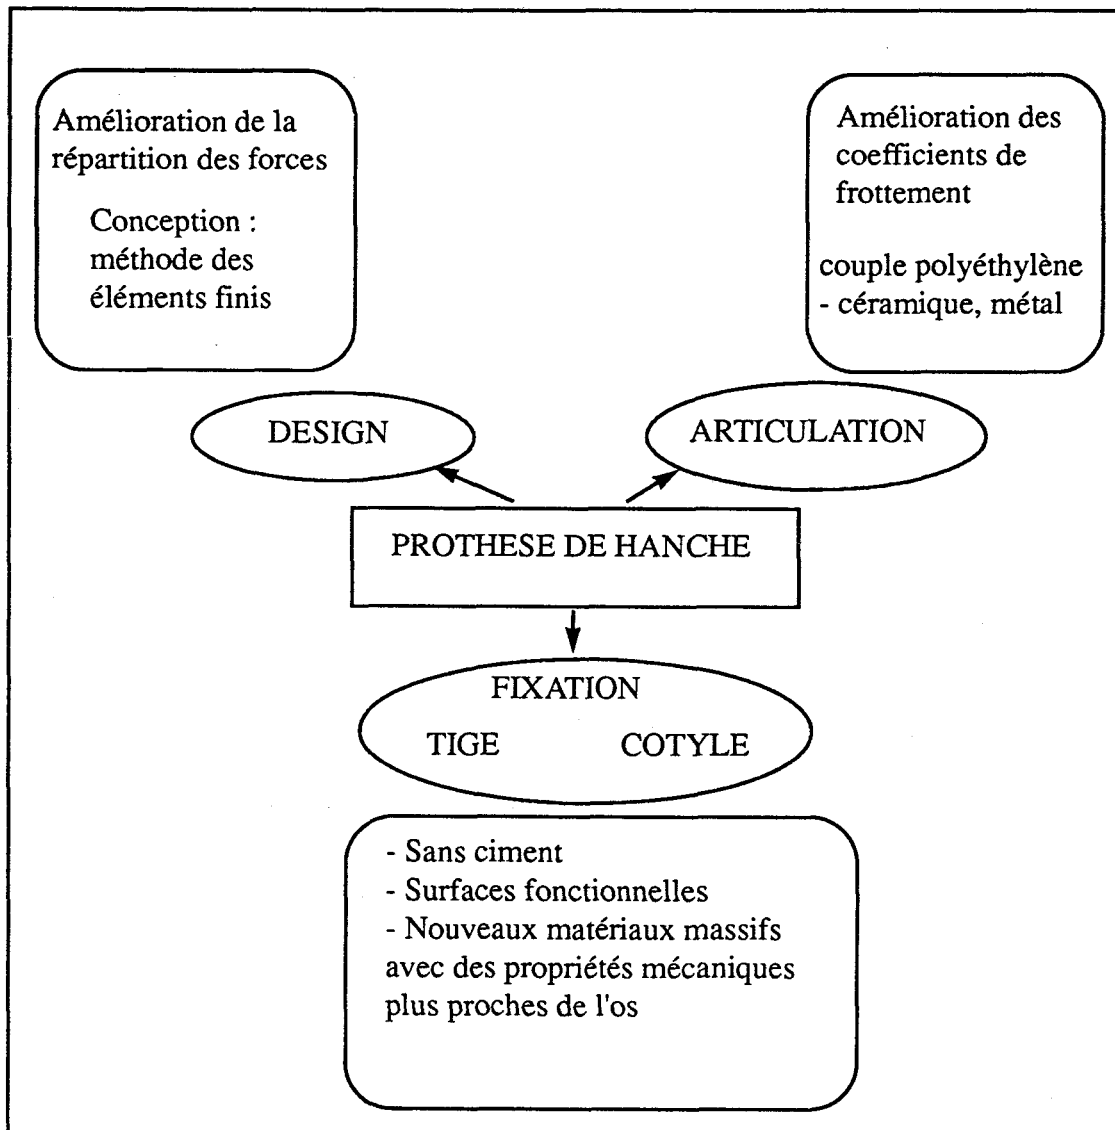 Amélioration de la
répartition des forces
Conception :
méthode des
éléments finis
Amélioration des
coefficients de
frottement
couple polyéthylène
- céramique, métal
DESIGN
ARTICULATION
PROTHESE DE HANCHE
FIXATION
TIGE COTYLE
- Sans ciment
- Surfaces fonctionnelles
- Nouveaux matériaux massifs
avec des propriétés mécaniques
plus proches de l'os